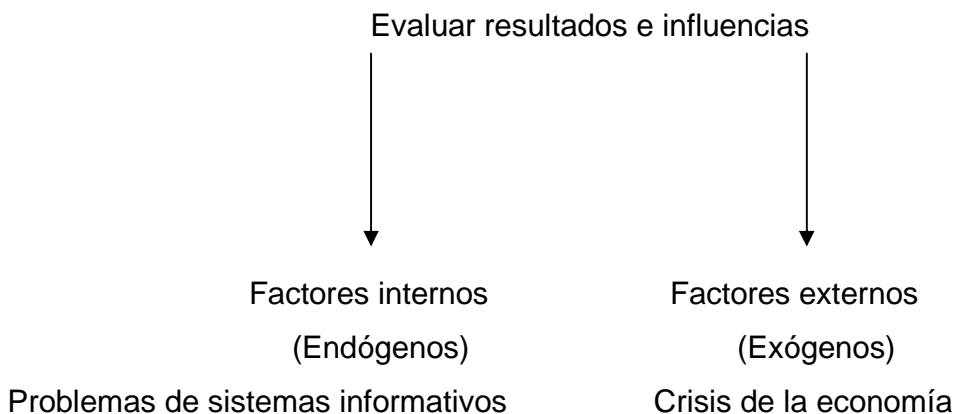 Evaluar resultados e influencias
Factores internos Factores externos
(Endógenos) (Exógenos)
Problemas de sistemas informativos Crisis de la economía